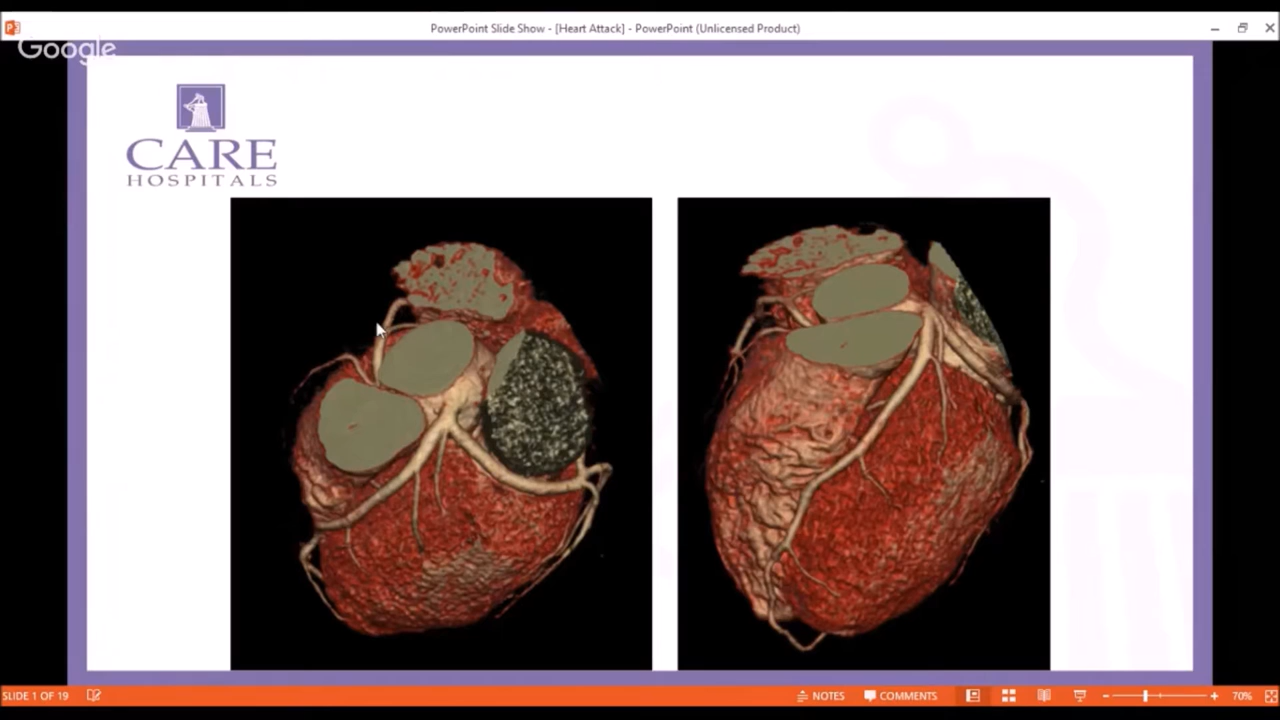 PowerPoint Slide Show - [Heart Attack] - PowerPoint (Unlicensed Product)
Google
CARE
HOSPITALS
SLIDE 1 OF 19
NOTES
COMMENTS
70%